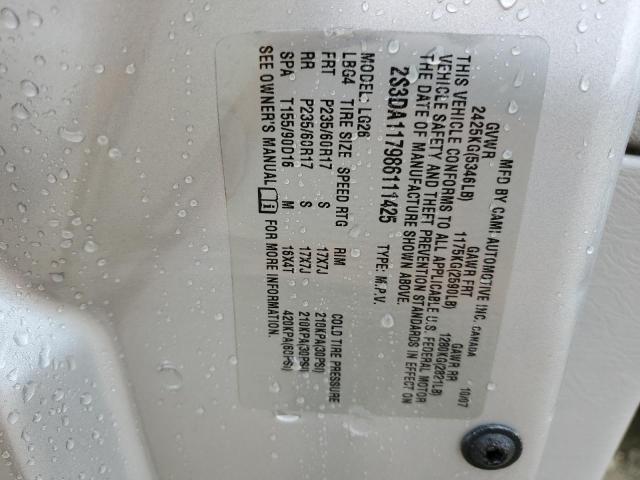 MFD BY CAMI AUTOMOTIVE INC. CANADA 10/07
GVWR GAWR FRT GAWR RR
2425KG(5346LB) 1175KG(2590LB) 1280KG(2821LB)
THIS VEHICLE CONFORMS TO ALL APPLICABLE U.S. FEDERAL MOTOR
VEHICLE SAFETY AND THEFT PREVENTION STANDARDS IN EFFECT ON
THE DATE OF MANUFACTURE SHOWN ABOVE.
2S3DA117986111425 TYPE: M.P.V.
MODEL: LG26
LBG4 TIRE SIZE SPEED RTG RIM COLD TIRE PRESSURE
FRT P235/60R17 S 17X7J 210KPA(30PSI)
RR P235/60R17 S 17X7J 210KPA(30PSI)
SPA T155/90D16 M 16X4T 420KPA(60PSI)
SEE OWNER'S MANUAL FOR MORE INFORMATION.